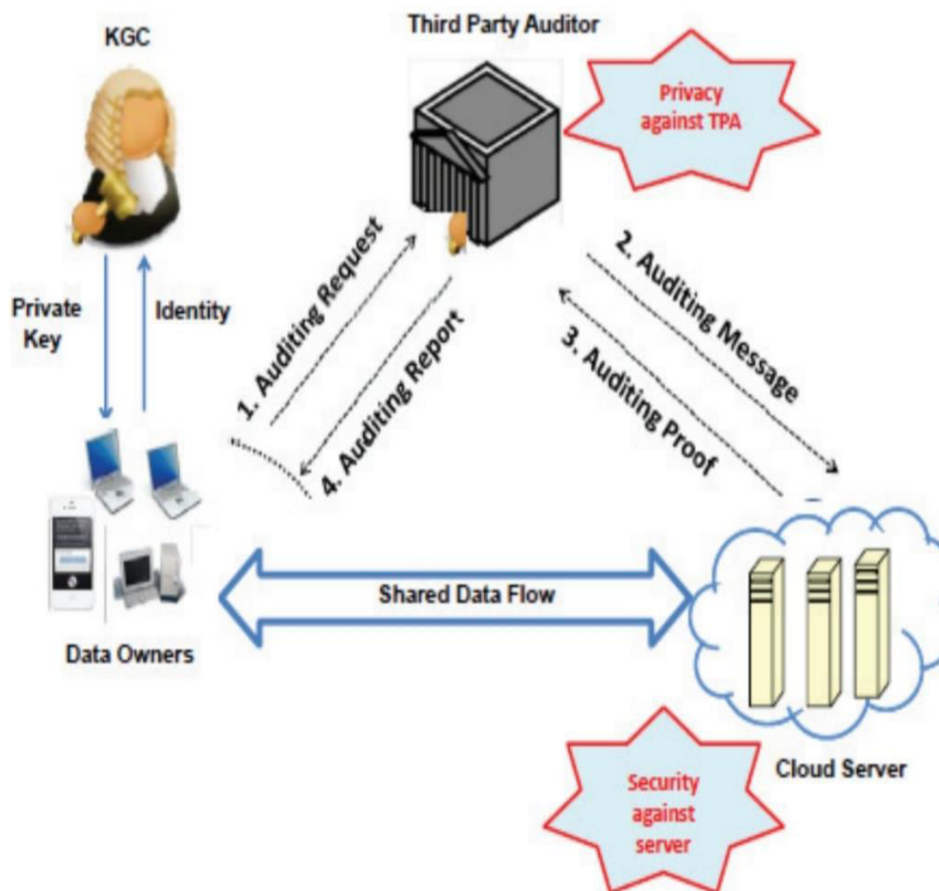 KGC
Third Party Auditor
Privacy
against TPA
Private
Key
Identity
1. Auditing Request
4. Auditing Report
2. Auditing Message
3. Auditing Proof
Shared Data Flow
Data Owners
Cloud Server
Security
against
server